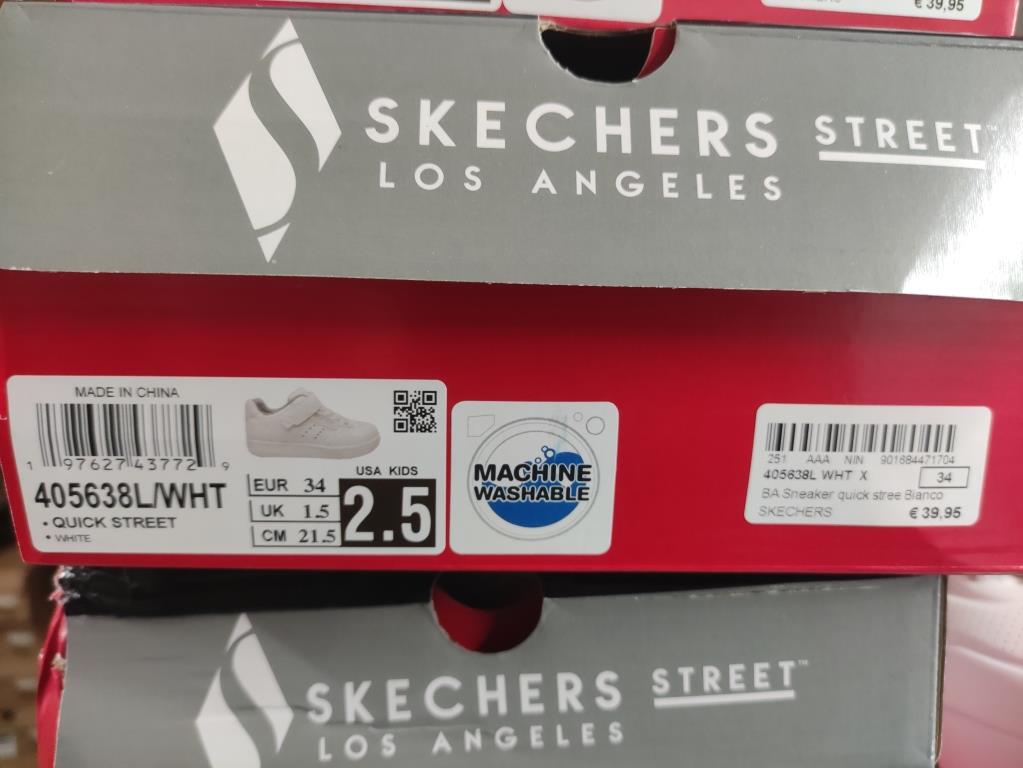 € 39,95
SKECHERS STREET™
LOS ANGELES
MADE IN CHINA
1 97627 43772 9
405638L/WHT
• QUICK STREET
• WHITE
USA KIDS
EUR 34
UK 1.5
CM 21.5
2.5
MACHINE
WASHABLE
251 AAA NIN 901684471704
405638L WHT X 34
BA Sneaker quick stree Bianco
SKECHERS € 39,95
SKECHERS STREET™
LOS ANGELES